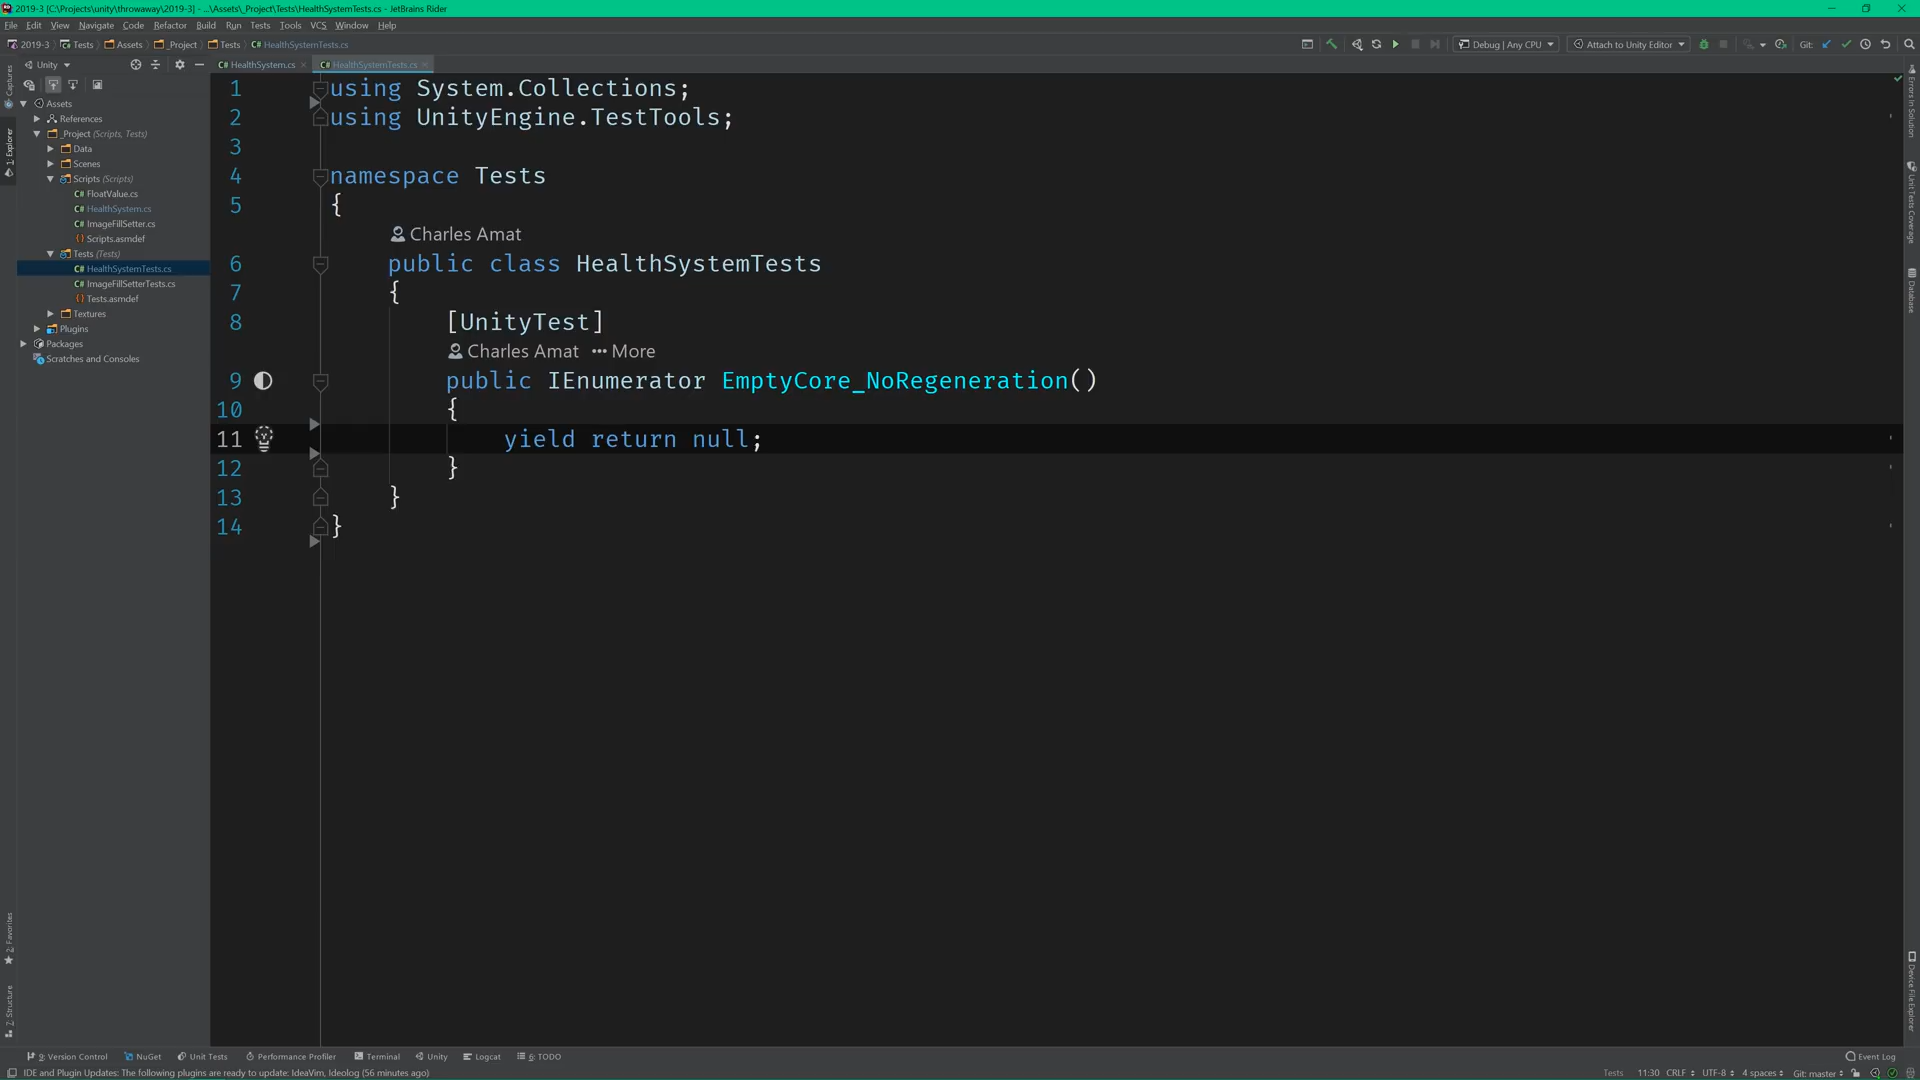 2019-3 [C:\Projects\unity\throwaway\2019-3] - ...\Assets\_Project\Tests\HealthSystemTests.cs - JetBrains Rider
File Edit View Navigate Code Refactor Build Run Tests Tools VCS Window Help
2019-3 Tests Assets _Project Tests C# HealthSystemTests.cs
Debug | Any CPU Attach to Unity Editor Git:
Unity
C# HealthSystem.cs C# HealthSystemTests.cs
Captures
1: Explorer
Assets
References
_Project (Scripts, Tests)
Data
Scenes
Scripts (Scripts)
C# FloatValue.cs
C# HealthSystem.cs
C# ImageFillSetter.cs
Scripts.asmdef
Tests (Tests)
C# HealthSystemTests.cs
C# ImageFillSetterTests.cs
Tests.asmdef
Textures
Plugins
Packages
Scratches and Consoles
2: Favorites
7: Structure
1 using System.Collections;
2 using UnityEngine.TestTools;
3
4 namespace Tests
5 {
Charles Amat
6 public class HealthSystemTests
7 {
8 [UnityTest]
Charles Amat ••• More
9 public IEnumerator EmptyCore_NoRegeneration()
10 {
11 yield return null;
12 }
13 }
14 }
Errors In Solution
Unit Tests Coverage
Database
Device File Explorer
9: Version Control NuGet Unit Tests Performance Profiler Terminal Unity Logcat 6: TODO Event Log
IDE and Plugin Updates: The following plugins are ready to update: IdeaVim, Ideolog (56 minutes ago) Tests 11:30 CRLF UTF-8 4 spaces Git: master